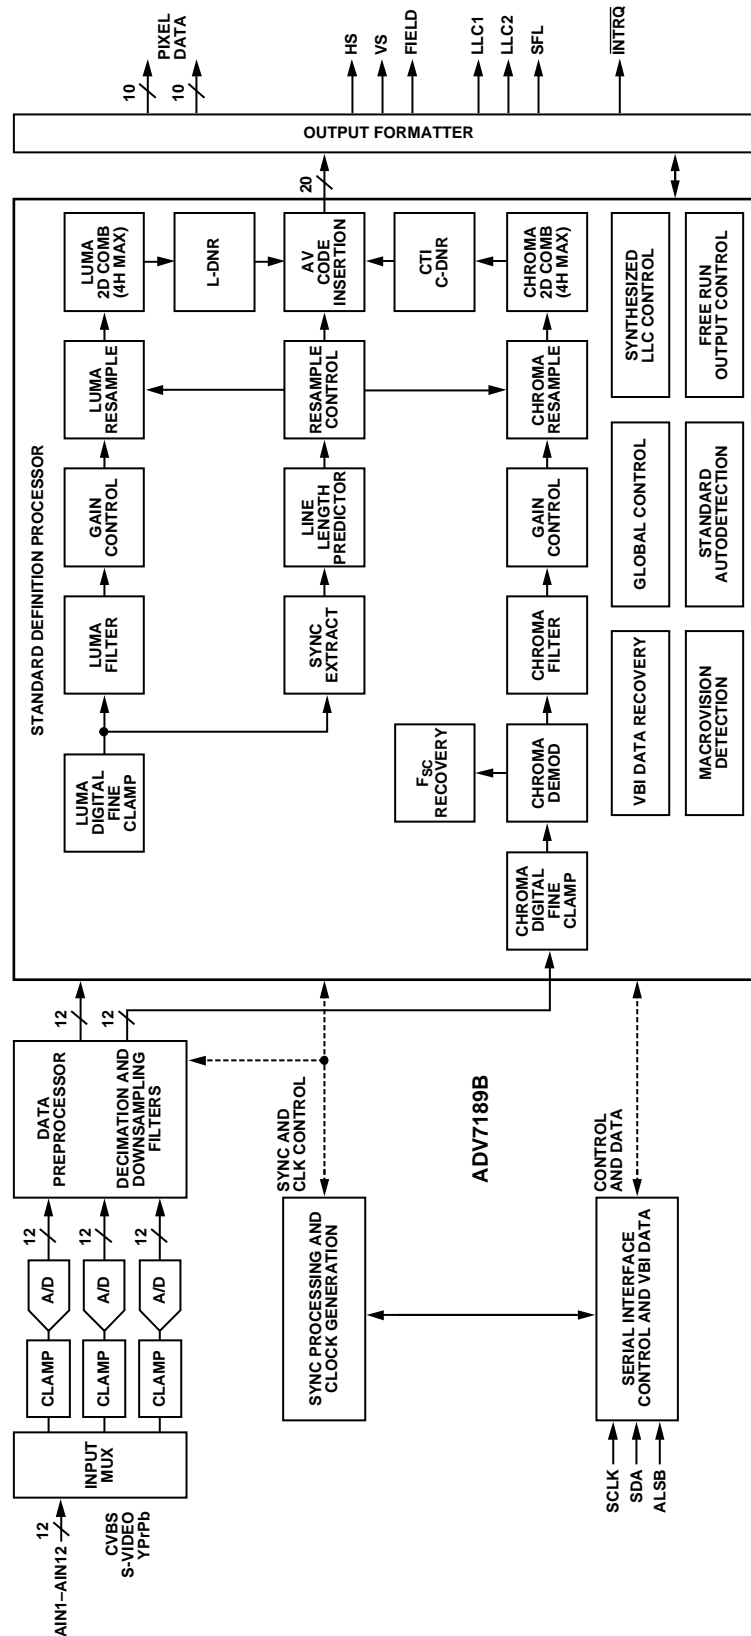 AIN1–AIN12
12
CVBS
S-VIDEO
YPrPb
INPUT
MUX
CLAMP
CLAMP
CLAMP
A/D
A/D
A/D
12
12
12
DATA
PREPROCESSOR
DECIMATION AND
DOWNSAMPLING
FILTERS
12
12
SYNC PROCESSING AND
CLOCK GENERATION
SYNC AND
CLK CONTROL
SCLK
SDA
ALSB
SERIAL INTERFACE
CONTROL AND VBI DATA
CONTROL
AND DATA
ADV7189B
STANDARD DEFINITION PROCESSOR
LUMA
DIGITAL
FINE
CLAMP
LUMA
FILTER
GAIN
CONTROL
LUMA
RESAMPLE
LUMA
2D COMB
(4H MAX)
L-DNR
SYNC
EXTRACT
LINE
LENGTH
PREDICTOR
RESAMPLE
CONTROL
AV
CODE
INSERTION
FSC
RECOVERY
CTI
C-DNR
CHROMA
DIGITAL
FINE
CLAMP
CHROMA
DEMOD
CHROMA
FILTER
GAIN
CONTROL
CHROMA
RESAMPLE
CHROMA
2D COMB
(4H MAX)
VBI DATA RECOVERY
GLOBAL CONTROL
SYNTHESIZED
LLC CONTROL
MACROVISION
DETECTION
STANDARD
AUTODETECTION
FREE RUN
OUTPUT CONTROL
20
OUTPUT FORMATTER
10
10
PIXEL
DATA
HS
VS
FIELD
LLC1
LLC2
SFL
INTRQ